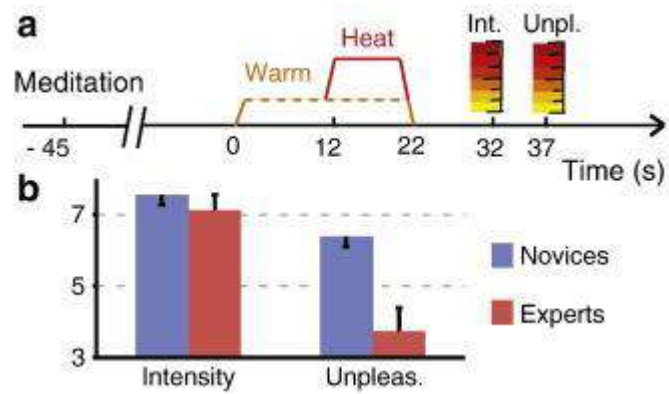 a
Int. Unpl.
Heat
Warm
Meditation
- 45 0 12 22 32 37
Time (s)
b
7
5
3
Novices
Experts
Intensity Unpleas.